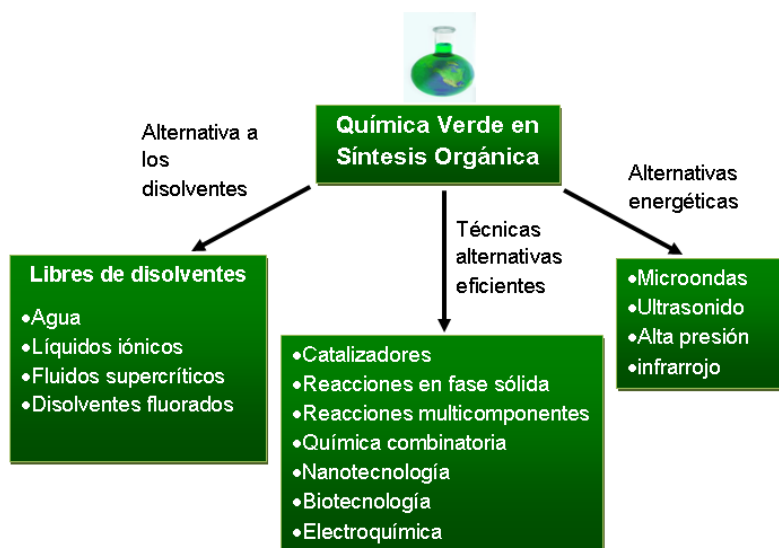 Química Verde en
Síntesis Orgánica
Alternativa a
los
disolventes
Técnicas
alternativas
eficientes
Alternativas
energéticas
Libres de disolventes
•Agua
•Líquidos iónicos
•Fluidos supercríticos
•Disolventes fluorados
•Catalizadores
•Reacciones en fase sólida
•Reacciones multicomponentes
•Química combinatoria
•Nanotecnología
•Biotecnología
•Electroquímica
•Microondas
•Ultrasonido
•Alta presión
•infrarrojo